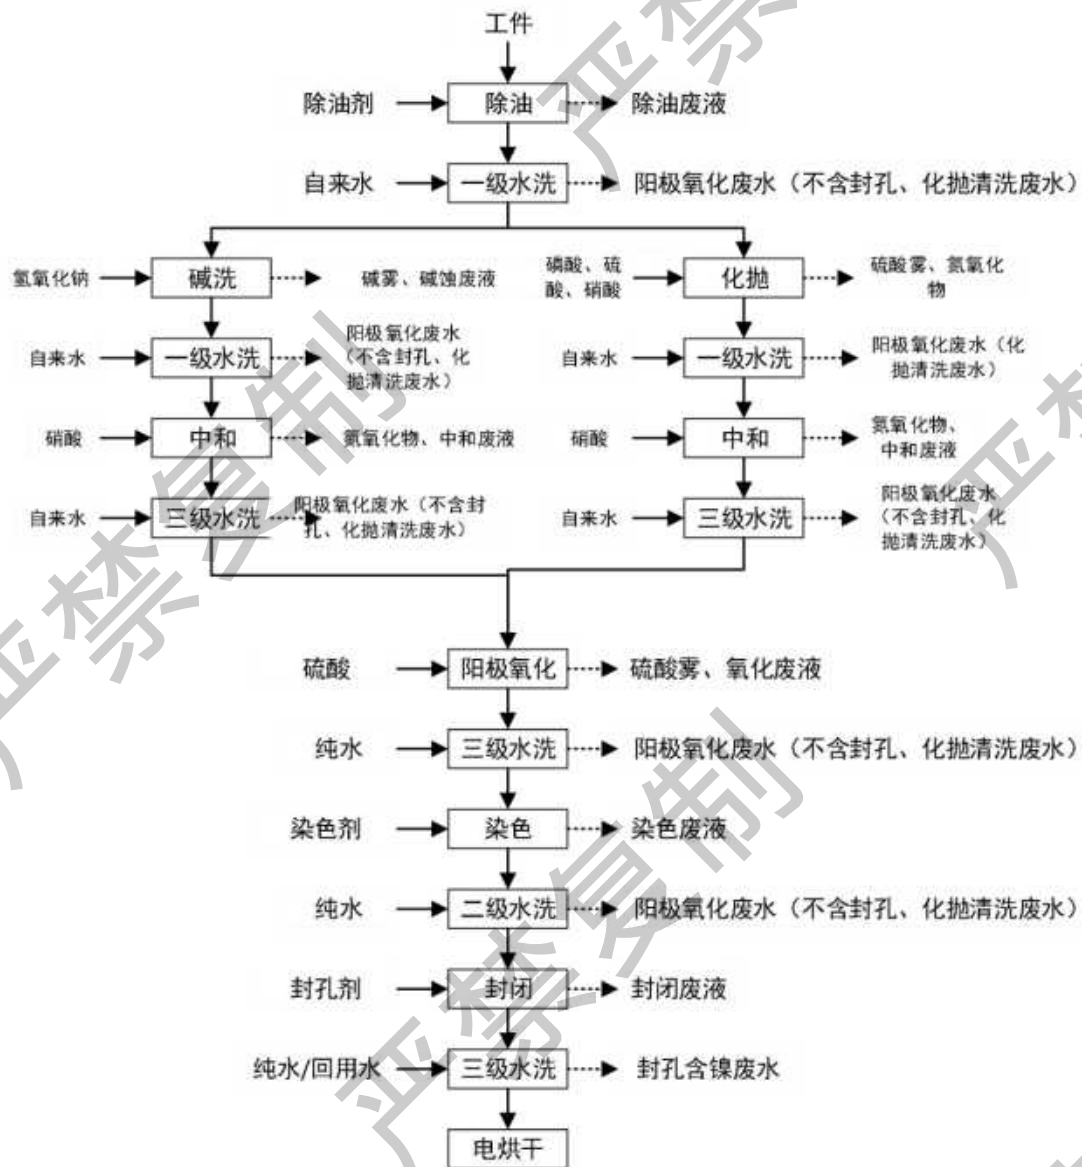 工件
除油剂 除油 除油废液
自来水 一级水洗 阳极氧化废水（不含封孔、化抛清洗废水）
氢氧化钠 碱洗 碱雾、碱蚀废液
磷酸、硫
酸、硝酸
化抛
硫酸雾、氮氧化
物
自来水 一级水洗
阳极氧化废水
（不含封孔、化
抛清洗废水）
自来水 一级水洗
阳极氧化废水（化
抛清洗废水）
硝酸 中和 氮氧化物、中和废液
硝酸 中和
氮氧化物、
中和废液
自来水 三级水洗
阳极氧化废水（不含封
孔、化抛清洗废水）
自来水 三级水洗
阳极氧化废水
（不含封孔、化
抛清洗废水）
硫酸 阳极氧化 硫酸雾、氧化废液
纯水 三级水洗 阳极氧化废水（不含封孔、化抛清洗废水）
染色剂 染色 染色废液
纯水 二级水洗 阳极氧化废水（不含封孔、化抛清洗废水）
封孔剂 封闭 封闭废液
纯水/回用水 三级水洗 封孔含镍废水
电烘干
严禁复制
严禁复制
严禁
严禁